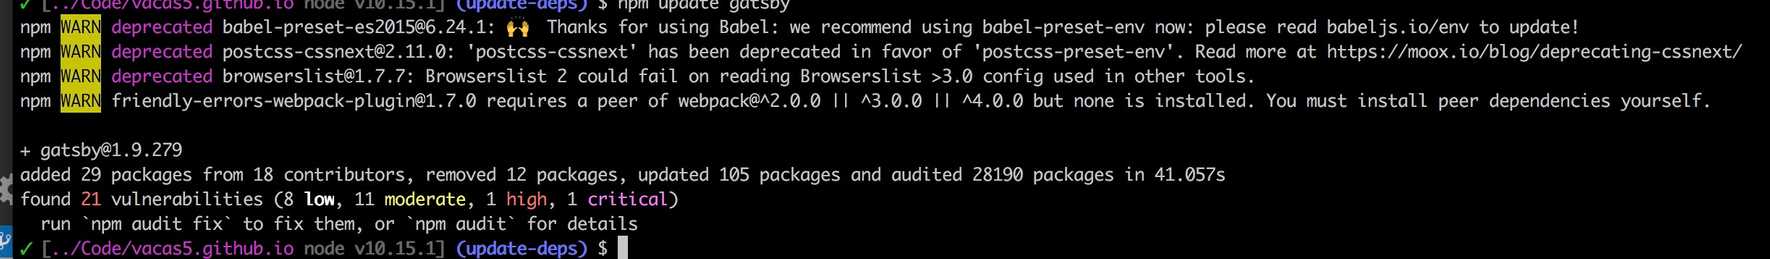 ✓ [../Code/vacas5.github.io node v10.15.1] (update-deps) $ npm update gatsby
npm WARN deprecated babel-preset-es2015@6.24.1: 🙌  Thanks for using Babel: we recommend using babel-preset-env now: please read babeljs.io/env to update!
npm WARN deprecated postcss-cssnext@2.11.0: 'postcss-cssnext' has been deprecated in favor of 'postcss-preset-env'. Read more at https://moox.io/blog/deprecating-cssnext/
npm WARN deprecated browserslist@1.7.7: Browserslist 2 could fail on reading Browserslist >3.0 config used in other tools.
npm WARN friendly-errors-webpack-plugin@1.7.0 requires a peer of webpack@^2.0.0 || ^3.0.0 || ^4.0.0 but none is installed. You must install peer dependencies yourself.
+ gatsby@1.9.279
added 29 packages from 18 contributors, removed 12 packages, updated 105 packages and audited 28190 packages in 41.057s
found 21 vulnerabilities (8 low, 11 moderate, 1 high, 1 critical)
  run `npm audit fix` to fix them, or `npm audit` for details
✓ [../Code/vacas5.github.io node v10.15.1] (update-deps) $